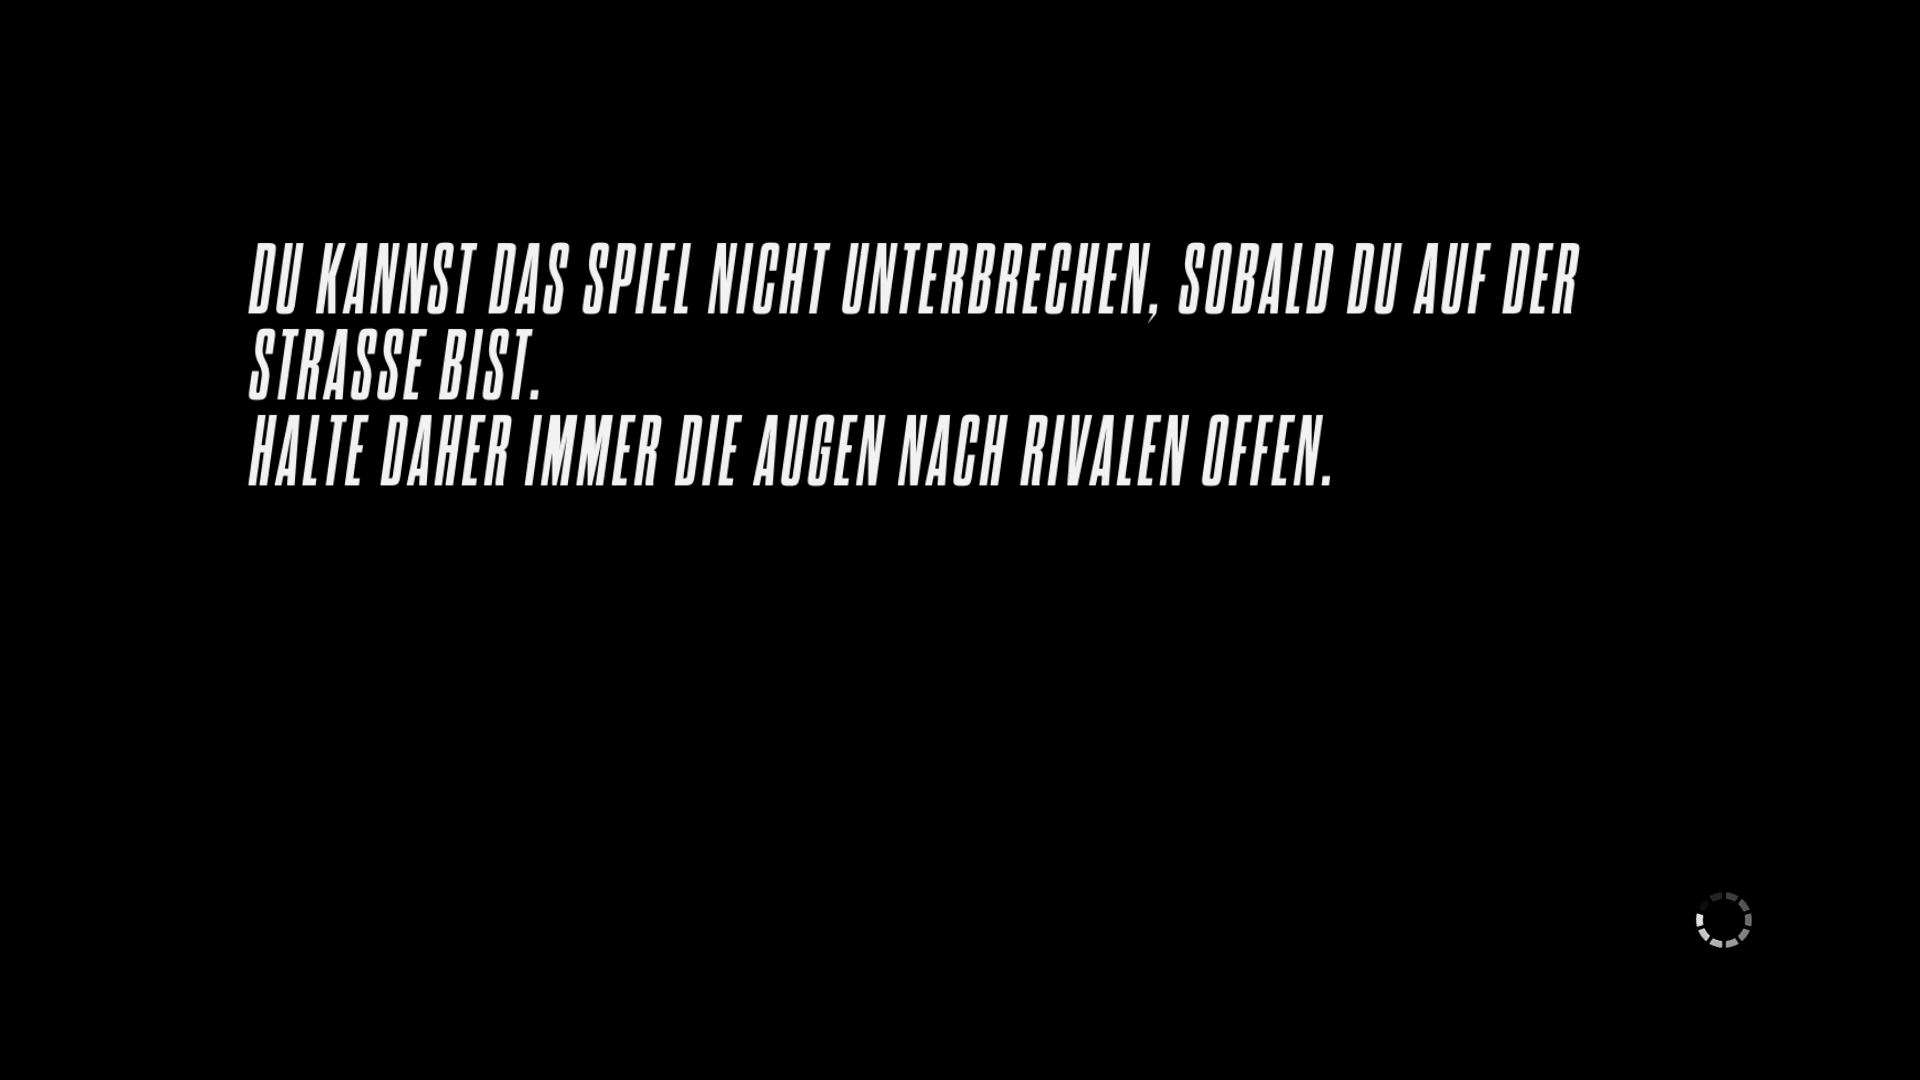 DU KANNST DAS SPIEL NICHT UNTERBRECHEN, SOBALD DU AUF DER
STRASSE BIST.
HALTE DAHER IMMER DIE AUGEN NACH RIVALEN OFFEN.